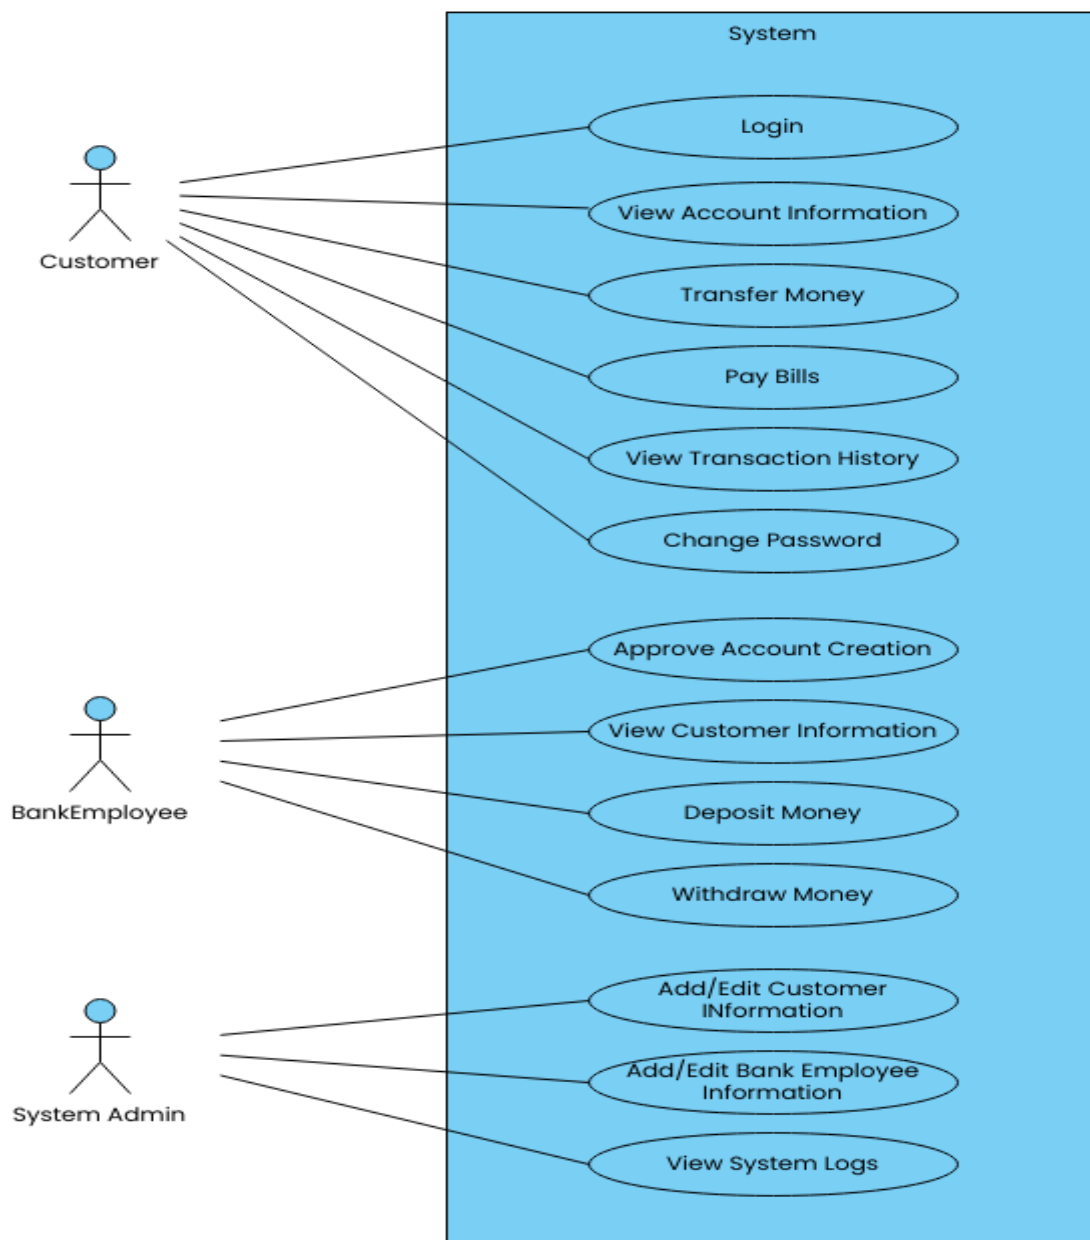 System
Login
View Account Information
Customer
Transfer Money
Pay Bills
View Transaction History
Change Password
Approve Account Creation
View Customer Information
BankEmployee
Deposit Money
Withdraw Money
Add/Edit Customer
INformation
Add/Edit Bank Employee
Information
System Admin
View System Logs